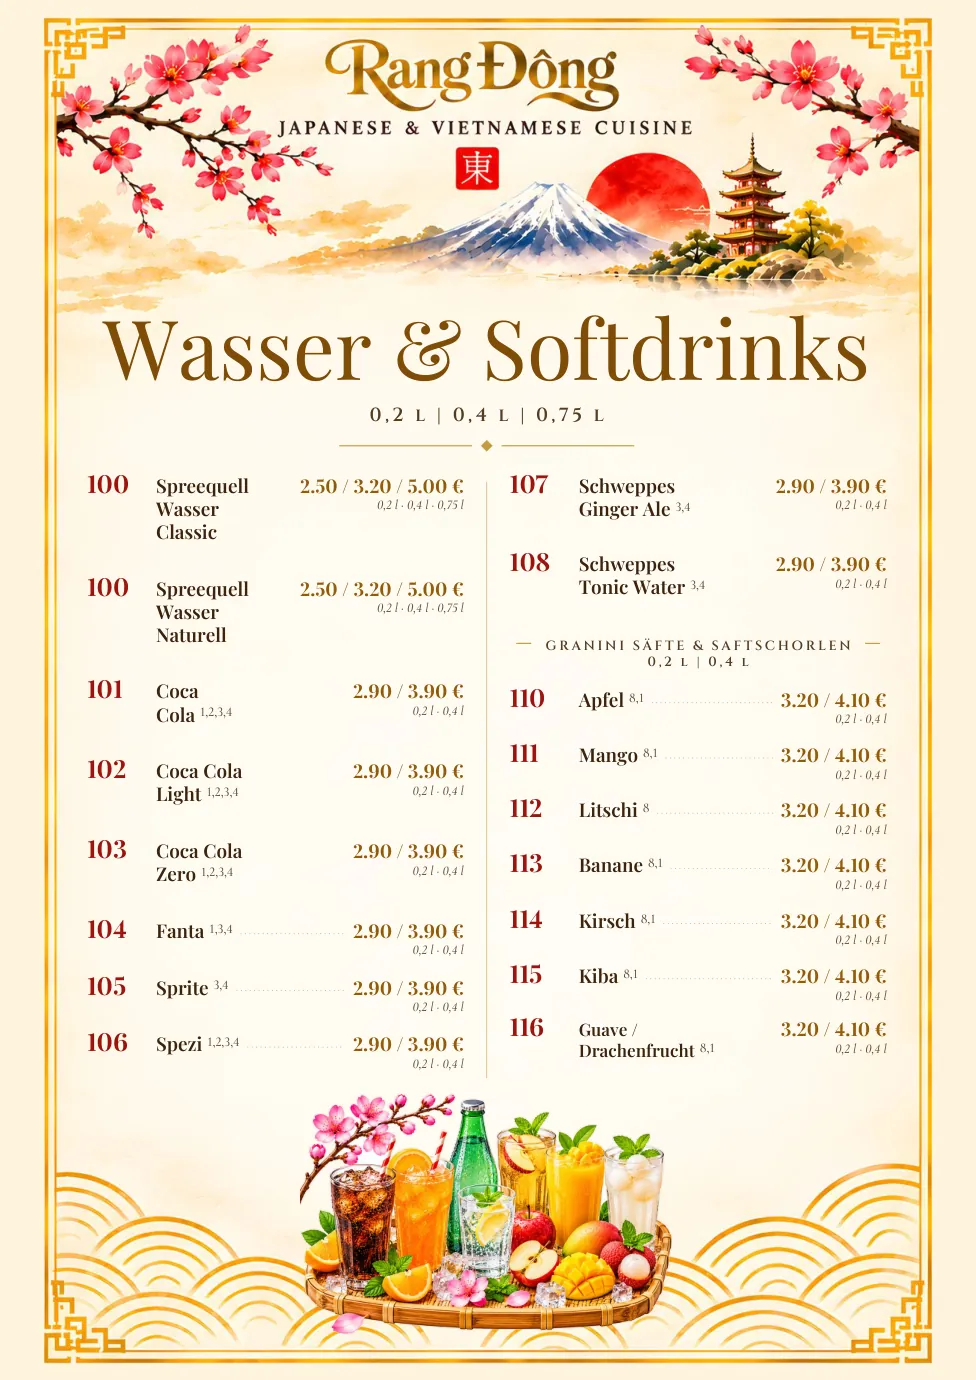 Rang Đông
JAPANESE & VIETNAMESE CUISINE
東
Wasser & Softdrinks
0,2 L | 0,4 L | 0,75 L
100 Spreequell 2.50 / 3.20 / 5.00 €
Wasser 0,2 l · 0,4 l · 0,75 l
Classic
100 Spreequell 2.50 / 3.20 / 5.00 €
Wasser 0,2 l · 0,4 l · 0,75 l
Naturell
101 Coca 2.90 / 3.90 €
Cola 1,2,3,4 0,2 l · 0,4 l
102 Coca Cola 2.90 / 3.90 €
Light 1,2,3,4 0,2 l · 0,4 l
103 Coca Cola 2.90 / 3.90 €
Zero 1,2,3,4 0,2 l · 0,4 l
104 Fanta 1,3,4 2.90 / 3.90 €
0,2 l · 0,4 l
105 Sprite 3,4 2.90 / 3.90 €
0,2 l · 0,4 l
106 Spezi 1,2,3,4 2.90 / 3.90 €
0,2 l · 0,4 l
107 Schweppes 2.90 / 3.90 €
Ginger Ale 3,4 0,2 l · 0,4 l
108 Schweppes 2.90 / 3.90 €
Tonic Water 3,4 0,2 l · 0,4 l
GRANINI SÄFTE & SAFTSCHORLEN
0,2 L | 0,4 L
110 Apfel 8,1 3.20 / 4.10 €
0,2 l · 0,4 l
111 Mango 8,1 3.20 / 4.10 €
0,2 l · 0,4 l
112 Litschi 8 3.20 / 4.10 €
0,2 l · 0,4 l
113 Banane 8,1 3.20 / 4.10 €
0,2 l · 0,4 l
114 Kirsch 8,1 3.20 / 4.10 €
0,2 l · 0,4 l
115 Kiba 8,1 3.20 / 4.10 €
0,2 l · 0,4 l
116 Guave / 3.20 / 4.10 €
Drachenfrucht 8,1 0,2 l · 0,4 l